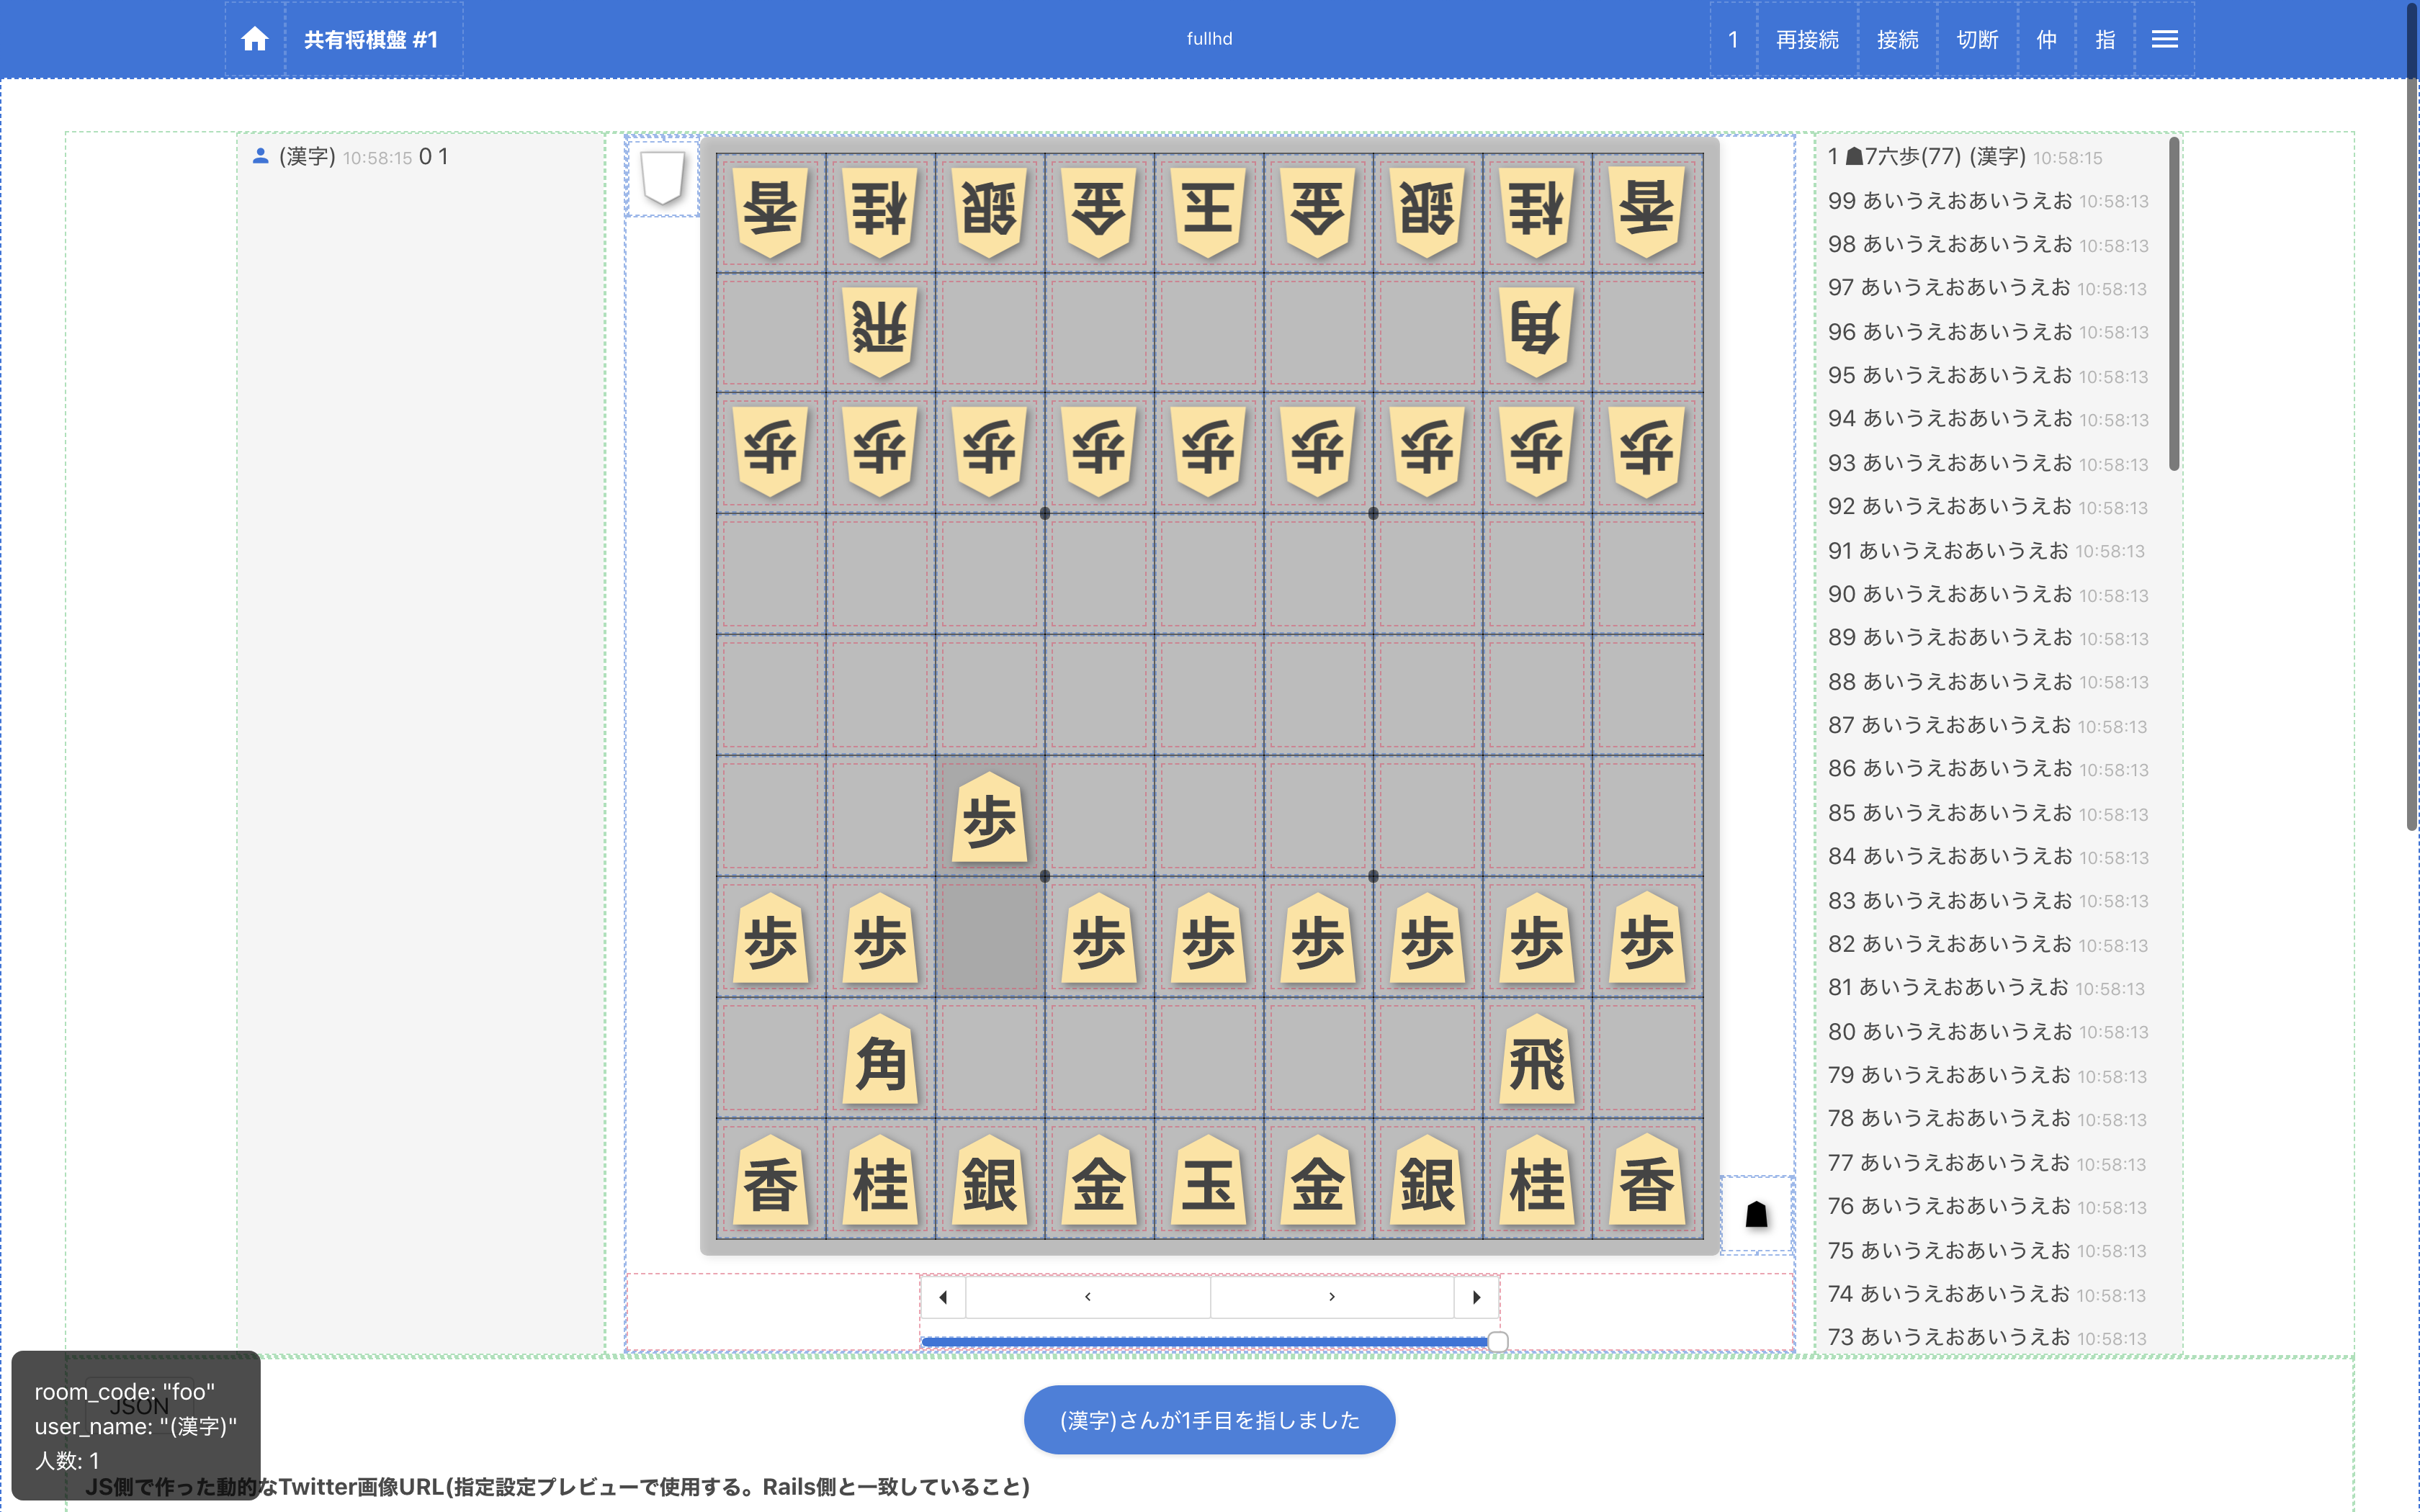 共有将棋盤 #1
fullhd
1 再接続 接続 切断 仲 指
(漢字) 10:58:15 0 1
香 桂 銀 金 玉 金 銀 桂 香
飛 角
歩 歩 歩 歩 歩 歩 歩 歩 歩
歩
歩 歩 歩 歩 歩 歩 歩 歩
角 飛
香 桂 銀 金 玉 金 銀 桂 香
1 ☗7六歩(77) (漢字) 10:58:15
99 あいうえおあいうえお 10:58:13
98 あいうえおあいうえお 10:58:13
97 あいうえおあいうえお 10:58:13
96 あいうえおあいうえお 10:58:13
95 あいうえおあいうえお 10:58:13
94 あいうえおあいうえお 10:58:13
93 あいうえおあいうえお 10:58:13
92 あいうえおあいうえお 10:58:13
91 あいうえおあいうえお 10:58:13
90 あいうえおあいうえお 10:58:13
89 あいうえおあいうえお 10:58:13
88 あいうえおあいうえお 10:58:13
87 あいうえおあいうえお 10:58:13
86 あいうえおあいうえお 10:58:13
85 あいうえおあいうえお 10:58:13
84 あいうえおあいうえお 10:58:13
83 あいうえおあいうえお 10:58:13
82 あいうえおあいうえお 10:58:13
81 あいうえおあいうえお 10:58:13
80 あいうえおあいうえお 10:58:13
79 あいうえおあいうえお 10:58:13
78 あいうえおあいうえお 10:58:13
77 あいうえおあいうえお 10:58:13
76 あいうえおあいうえお 10:58:13
75 あいうえおあいうえお 10:58:13
74 あいうえおあいうえお 10:58:13
73 あいうえおあいうえお 10:58:13
room_code: "foo"
JSON
user_name: "(漢字)"
人数: 1
(漢字)さんが1手目を指しました
JS側で作った動的なTwitter画像URL(指定設定プレビューで使用する。Rails側と一致していること)